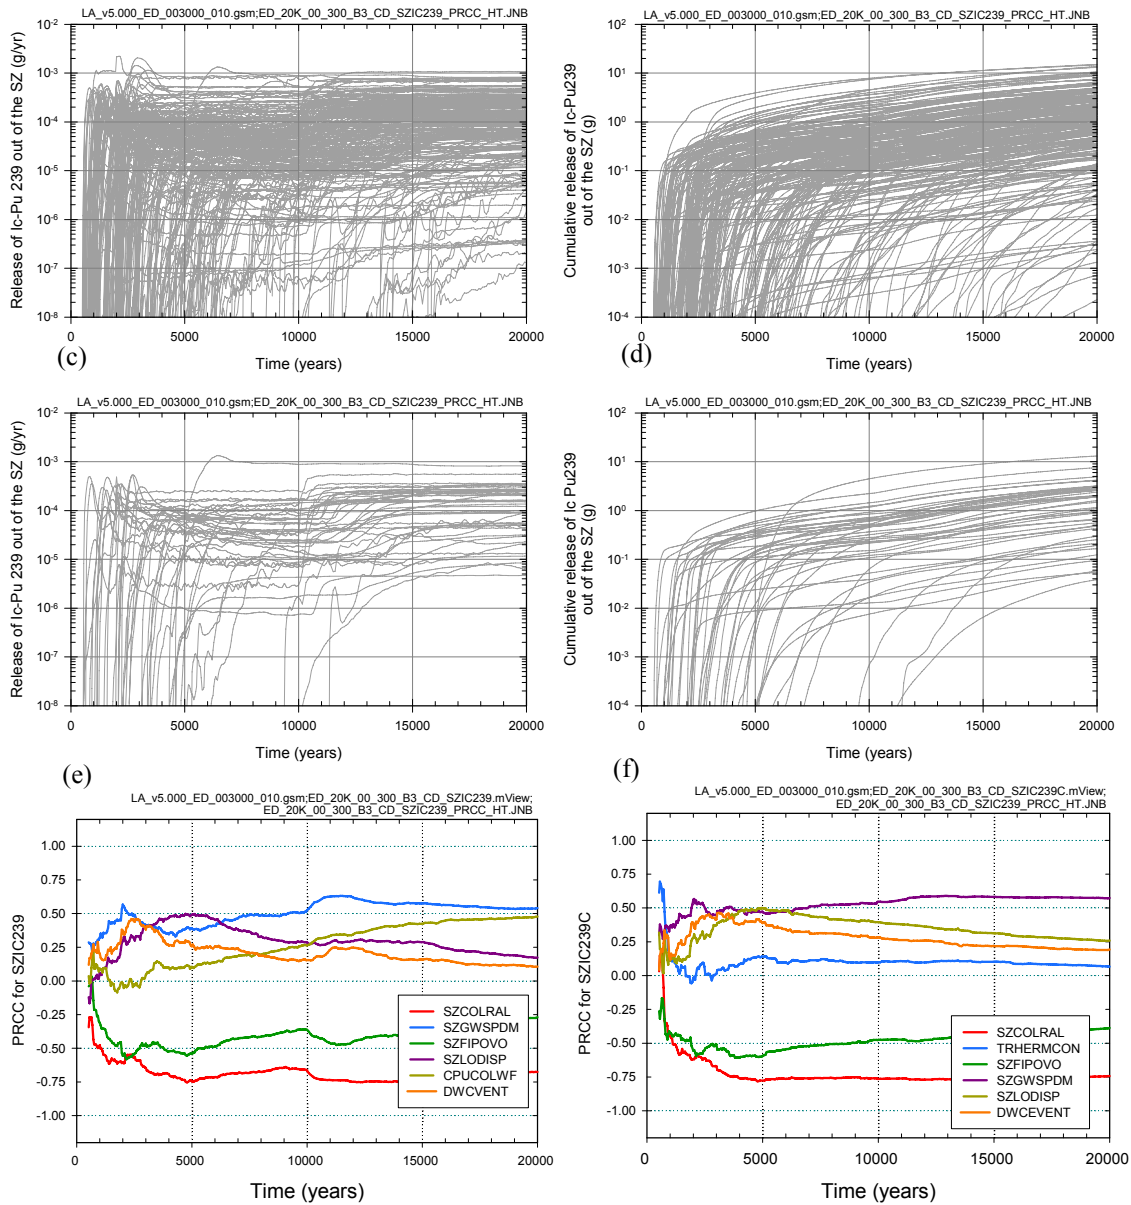 LA_v5.000_ED_003000_010.gsm;ED_20K_00_300_B3_CD_SZIC239_PRCC_HT.JNB
Release of Ic-Pu 239 out of the SZ (g/yr)
10-2
10-3
10-4
10-5
10-6
10-7
10-8
0 5000 10000 15000 20000
Time (years)
(c)
LA_v5.000_ED_003000_010.gsm;ED_20K_00_300_B3_CD_SZIC239_PRCC_HT.JNB
Cumulative release of Ic-Pu239
out of the SZ (g)
102
101
100
10-1
10-2
10-3
10-4
0 5000 10000 15000 20000
Time (years)
(d)
LA_v5.000_ED_003000_010.gsm;ED_20K_00_300_B3_CD_SZIC239_PRCC_HT.JNB
Release of Ic-Pu 239 out of the SZ (g/yr)
10-2
10-3
10-4
10-5
10-6
10-7
10-8
0 5000 10000 15000 20000
Time (years)
(e)
LA_v5.000_ED_003000_010.gsm;ED_20K_00_300_B3_CD_SZIC239_PRCC_HT.JNB
Cumulative release of Ic Pu239
out of the SZ (g)
102
101
100
10-1
10-2
10-3
10-4
0 5000 10000 15000 20000
Time (years)
(f)
LA_v5.000_ED_003000_010.gsm;ED_20K_00_300_B3_CD_SZIC239.mView;
ED_20K_00_300_B3_CD_SZIC239_PRCC_HT.JNB
PRCC for SZIC239
1.00
0.75
0.50
0.25
0.00
-0.25
-0.50
-0.75
-1.00
SZCOLRAL
SZGWSPDM
SZFIPOVO
SZLODISP
CPUCOLWF
DWCVENT
0 5000 10000 15000 20000
Time (years)
LA_v5.000_ED_003000_010.gsm;ED_20K_00_300_B3_CD_SZIC239C.mView;
ED_20K_00_300_B3_CD_SZIC239_PRCC_HT.JNB
PRCC for SZIC239C
1.00
0.75
0.50
0.25
0.00
-0.25
-0.50
-0.75
-1.00
SZCOLRAL
TRHERMCON
SZFIPOVO
SZGWSPDM
SZLODISP
DWCEVENT
0 5000 10000 15000 20000
Time (years)